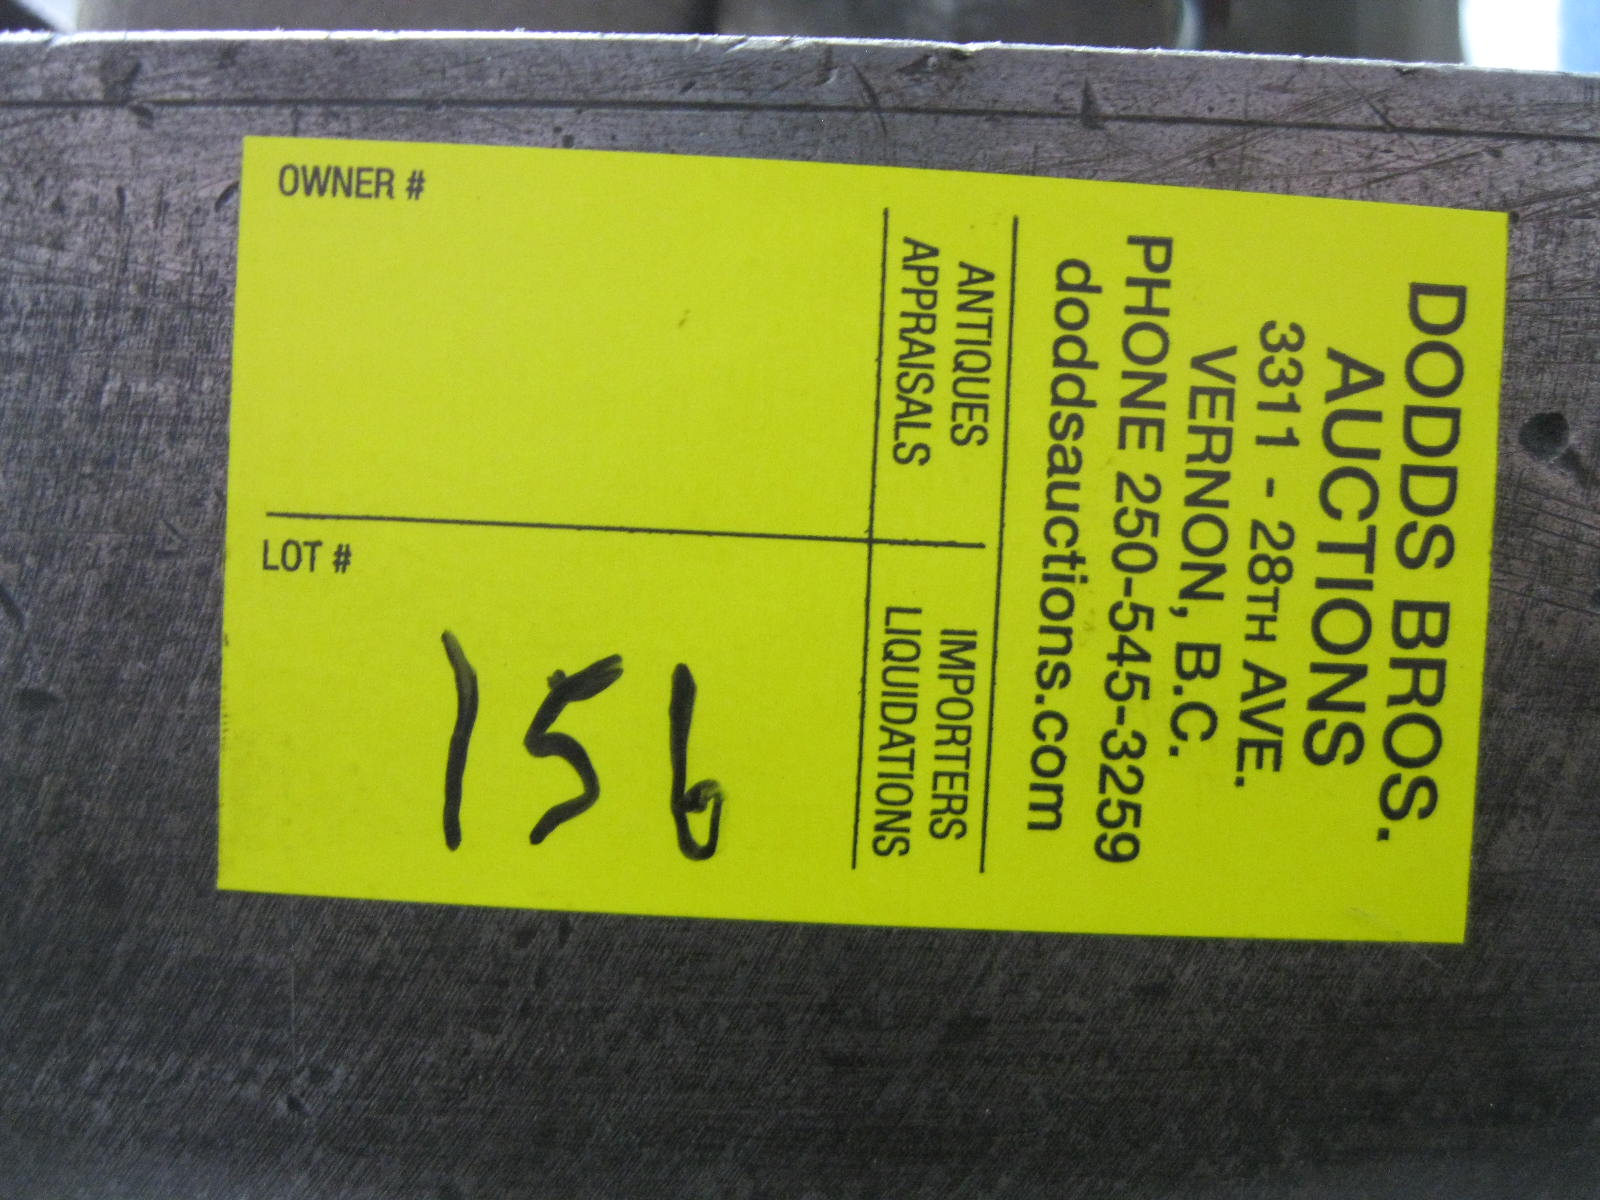 DODDS BROS.
AUCTIONS
3311 - 28TH AVE.
VERNON, B.C.
PHONE 250-545-3259
doddsauctions.com
ANTIQUES
APPRAISALS
IMPORTERS
LIQUIDATIONS
OWNER #
LOT #
156